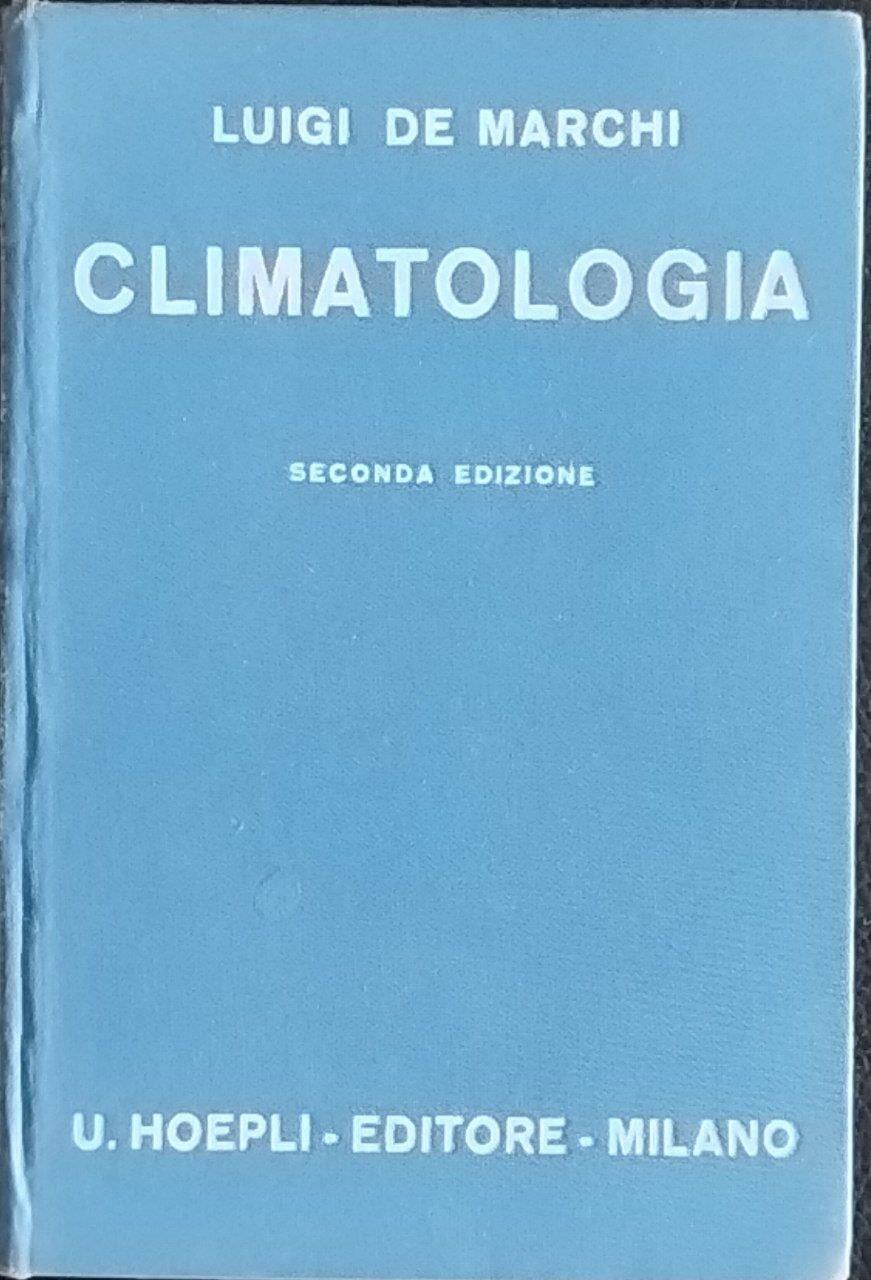 LUIGI DE MARCHI
CLIMATOLOGIA
SECONDA EDIZIONE
U. HOEPLI - EDITORE - MILANO